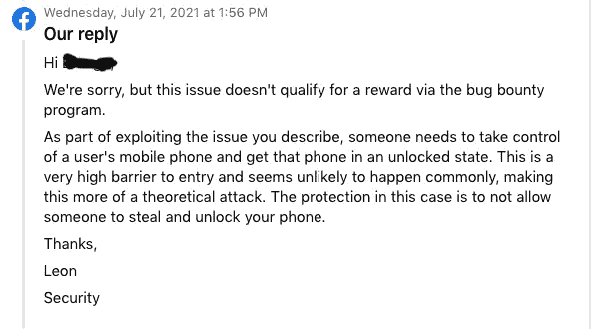 Wednesday, July 21, 2021 at 1:56 PM
Our reply
Hi
We're sorry, but this issue doesn't qualify for a reward via the bug bounty
program.
As part of exploiting the issue you describe, someone needs to take control
of a user's mobile phone and get that phone in an unlocked state. This is a
very high barrier to entry and seems unlikely to happen commonly, making
this more of a theoretical attack. The protection in this case is to not allow
someone to steal and unlock your phone.
Thanks,
Leon
Security